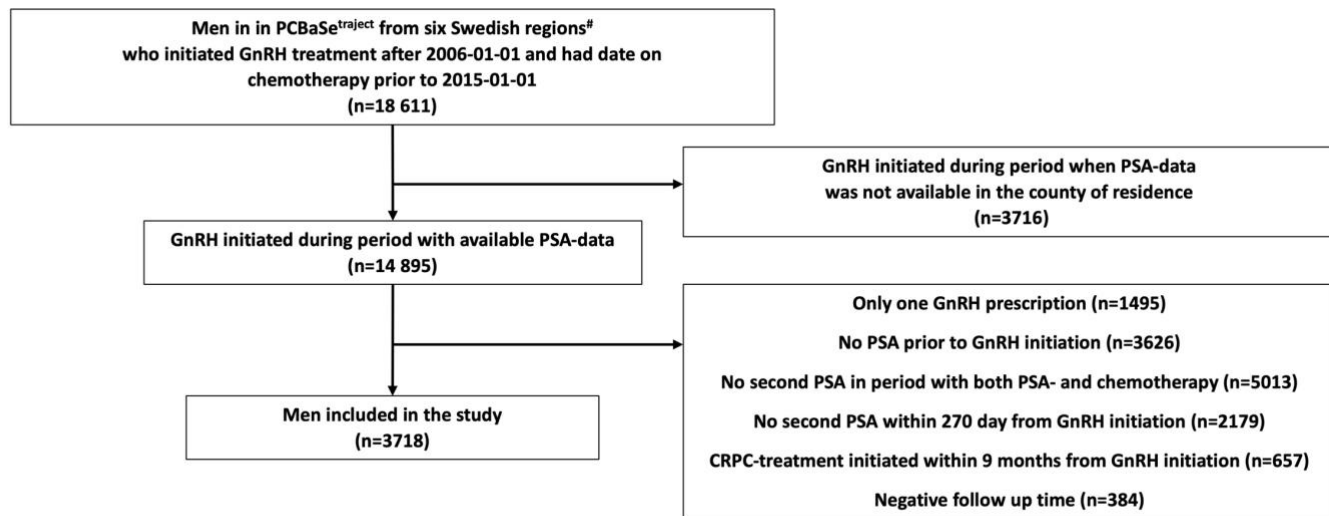 Men in in PCBaSe^traject from six Swedish regions^#
who initiated GnRH treatment after 2006-01-01 and had date on
chemotherapy prior to 2015-01-01
(n=18 611)
GnRH initiated during period when PSA-data
was not available in the county of residence
(n=3716)
GnRH initiated during period with available PSA-data
(n=14 895)
Only one GnRH prescription (n=1495)
No PSA prior to GnRH initiation (n=3626)
No second PSA in period with both PSA- and chemotherapy (n=5013)
No second PSA within 270 day from GnRH initiation (n=2179)
CRPC-treatment initiated within 9 months from GnRH initiation (n=657)
Negative follow up time (n=384)
Men included in the study
(n=3718)